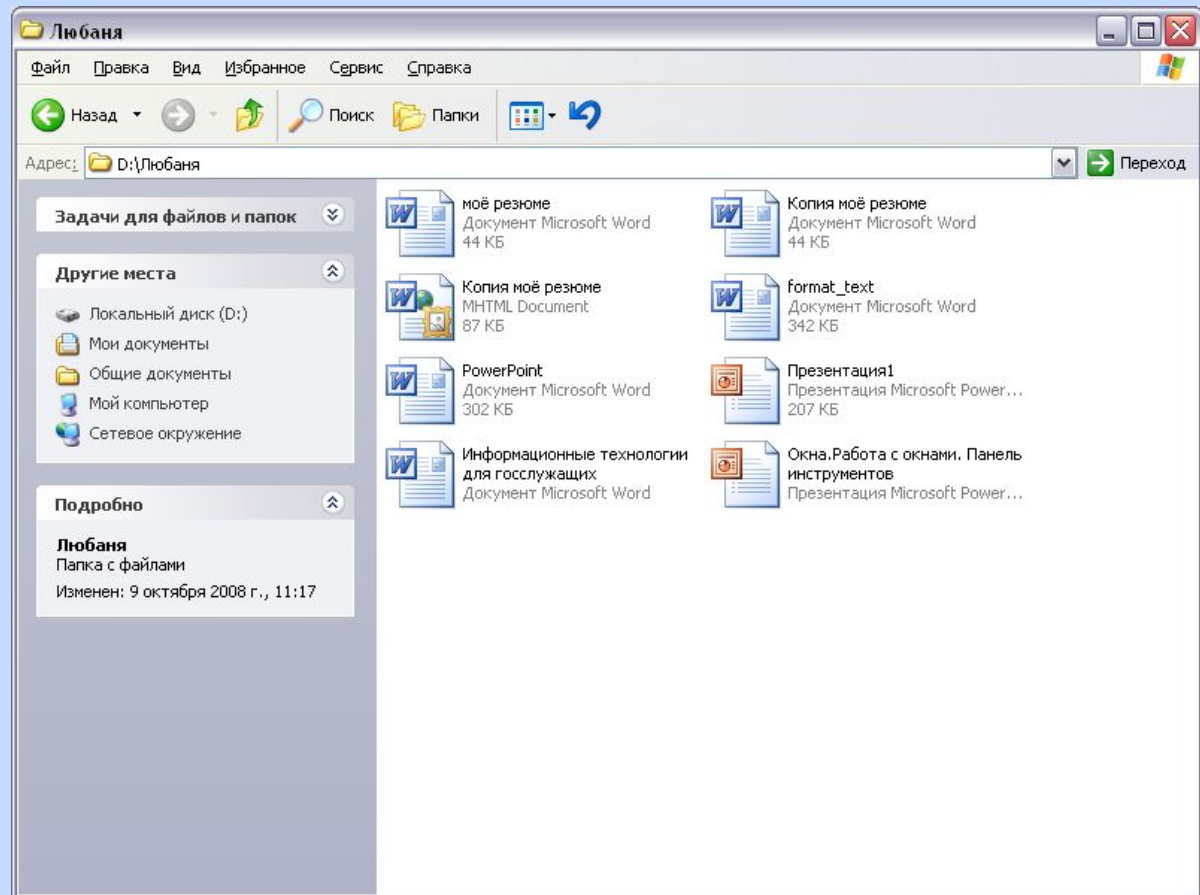 Любаня
Файл Правка Вид Избранное Сервис Справка
Назад Поиск Папки
Адрес: D:\Любаня Переход
Задачи для файлов и папок
Другие места
Локальный диск (D:)
Мои документы
Общие документы
Мой компьютер
Сетевое окружение
Подробно
Любаня
Папка с файлами
Изменен: 9 октября 2008 г., 11:17
моё резюме
Документ Microsoft Word
44 КБ
Копия моё резюме
Документ Microsoft Word
44 КБ
Копия моё резюме
MHTML Document
87 КБ
format_text
Документ Microsoft Word
342 КБ
PowerPoint
Документ Microsoft Word
302 КБ
Презентация1
Презентация Microsoft Power...
207 КБ
Информационные технологии
для госслужащих
Документ Microsoft Word
Окна.Работа с окнами. Панель
инструментов
Презентация Microsoft Power...